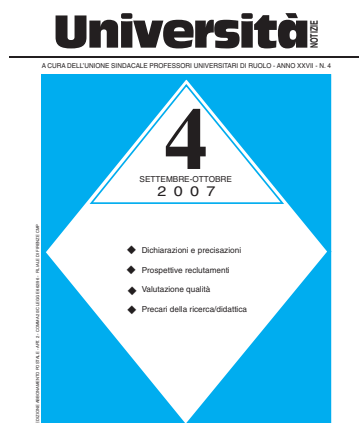 Università
NOTIZIE
A CURA DELL'UNIONE SINDACALE PROFESSORI UNIVERSITARI DI RUOLO - ANNO XXVII - N. 4
4
SETTEMBRE-OTTOBRE
2007
Dichiarazioni e precisazioni
Prospettive reclutamenti
Valutazione qualità
Precari della ricerca/didattica